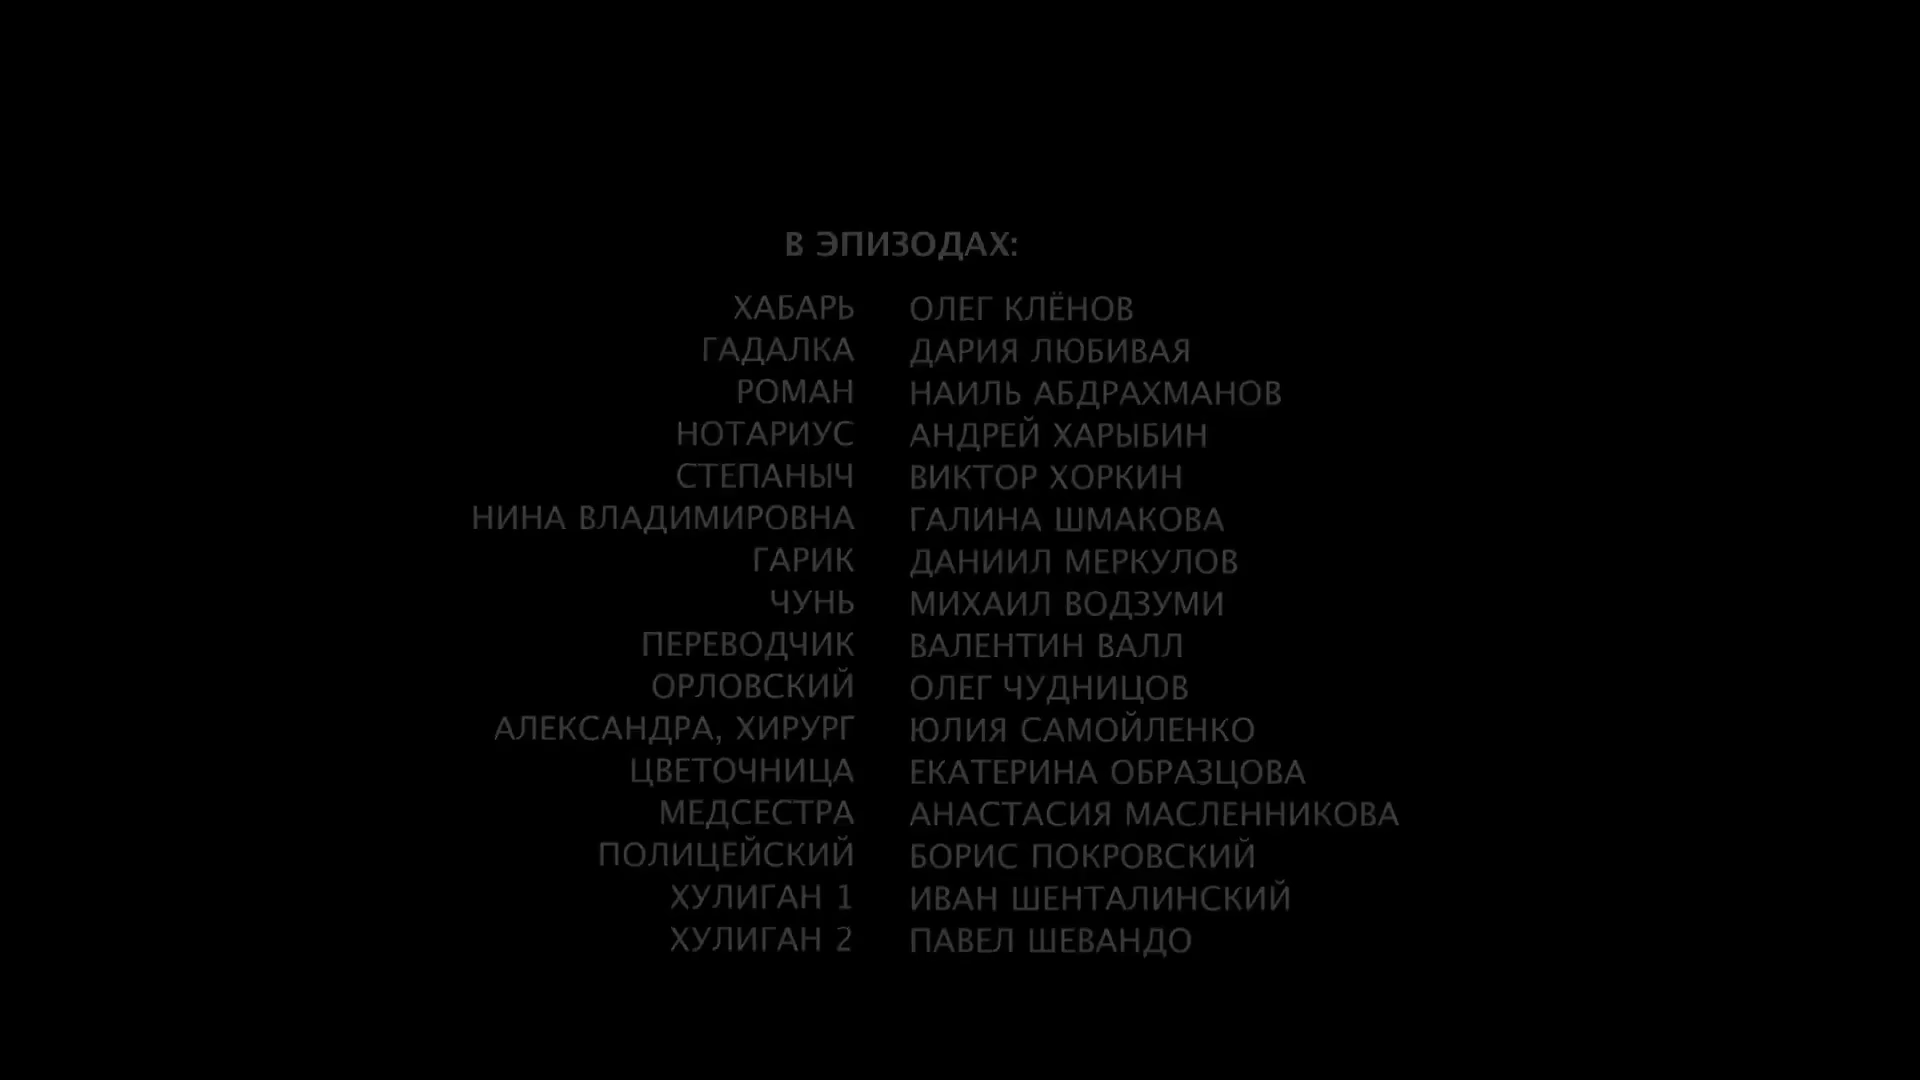 В ЭПИЗОДАХ:
ХАБАРЬ ОЛЕГ КЛЁНОВ
ГАДАЛКА ДАРИЯ ЛЮБИВАЯ
РОМАН НАИЛЬ АБДРАХМАНОВ
НОТАРИУС АНДРЕЙ ХАРЫБИН
СТЕПАНЫЧ ВИКТОР ХОРКИН
НИНА ВЛАДИМИРОВНА ГАЛИНА ШМАКОВА
ГАРИК ДАНИИЛ МЕРКУЛОВ
ЧУНЬ МИХАИЛ ВОДЗУМИ
ПЕРЕВОДЧИК ВАЛЕНТИН ВАЛЛ
ОРЛОВСКИЙ ОЛЕГ ЧУДНИЦОВ
АЛЕКСАНДРА, ХИРУРГ ЮЛИЯ САМОЙЛЕНКО
ЦВЕТОЧНИЦА ЕКАТЕРИНА ОБРАЗЦОВА
МЕДСЕСТРА АНАСТАСИЯ МАСЛЕННИКОВА
ПОЛИЦЕЙСКИЙ БОРИС ПОКРОВСКИЙ
ХУЛИГАН 1 ИВАН ШЕНТАЛИНСКИЙ
ХУЛИГАН 2 ПАВЕЛ ШЕВАНДО